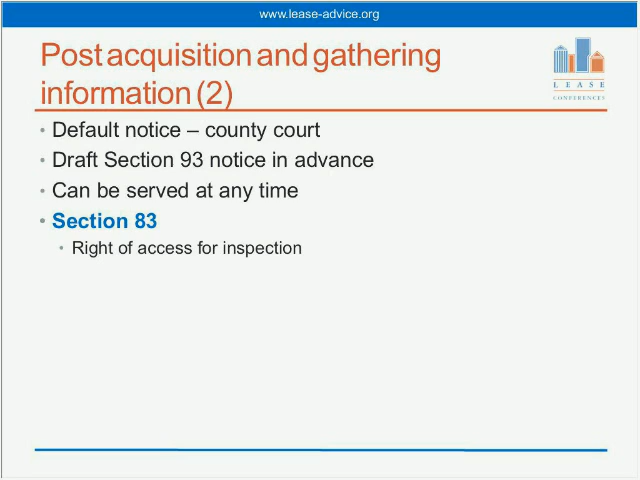 www.lease-advice.org
Post acquisition and gathering
information (2)
LEASE
CONFERENCES
• Default notice – county court
• Draft Section 93 notice in advance
• Can be served at any time
• Section 83
• Right of access for inspection